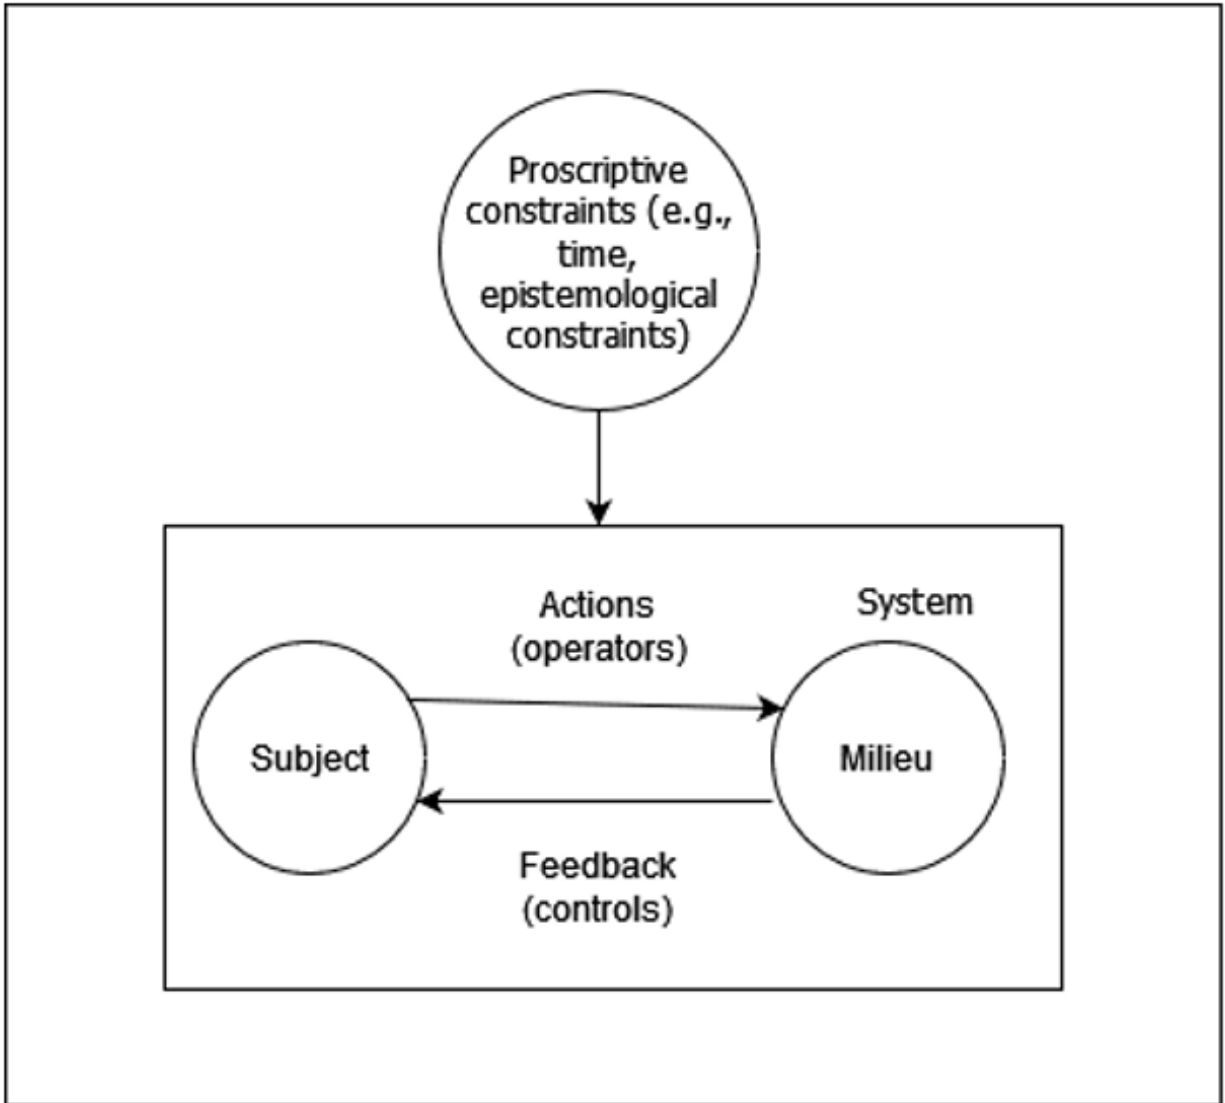 Proscriptive
constraints (e.g.,
time,
epistemological
constraints)
Actions
(operators)
System
Subject
Milieu
Feedback
(controls)